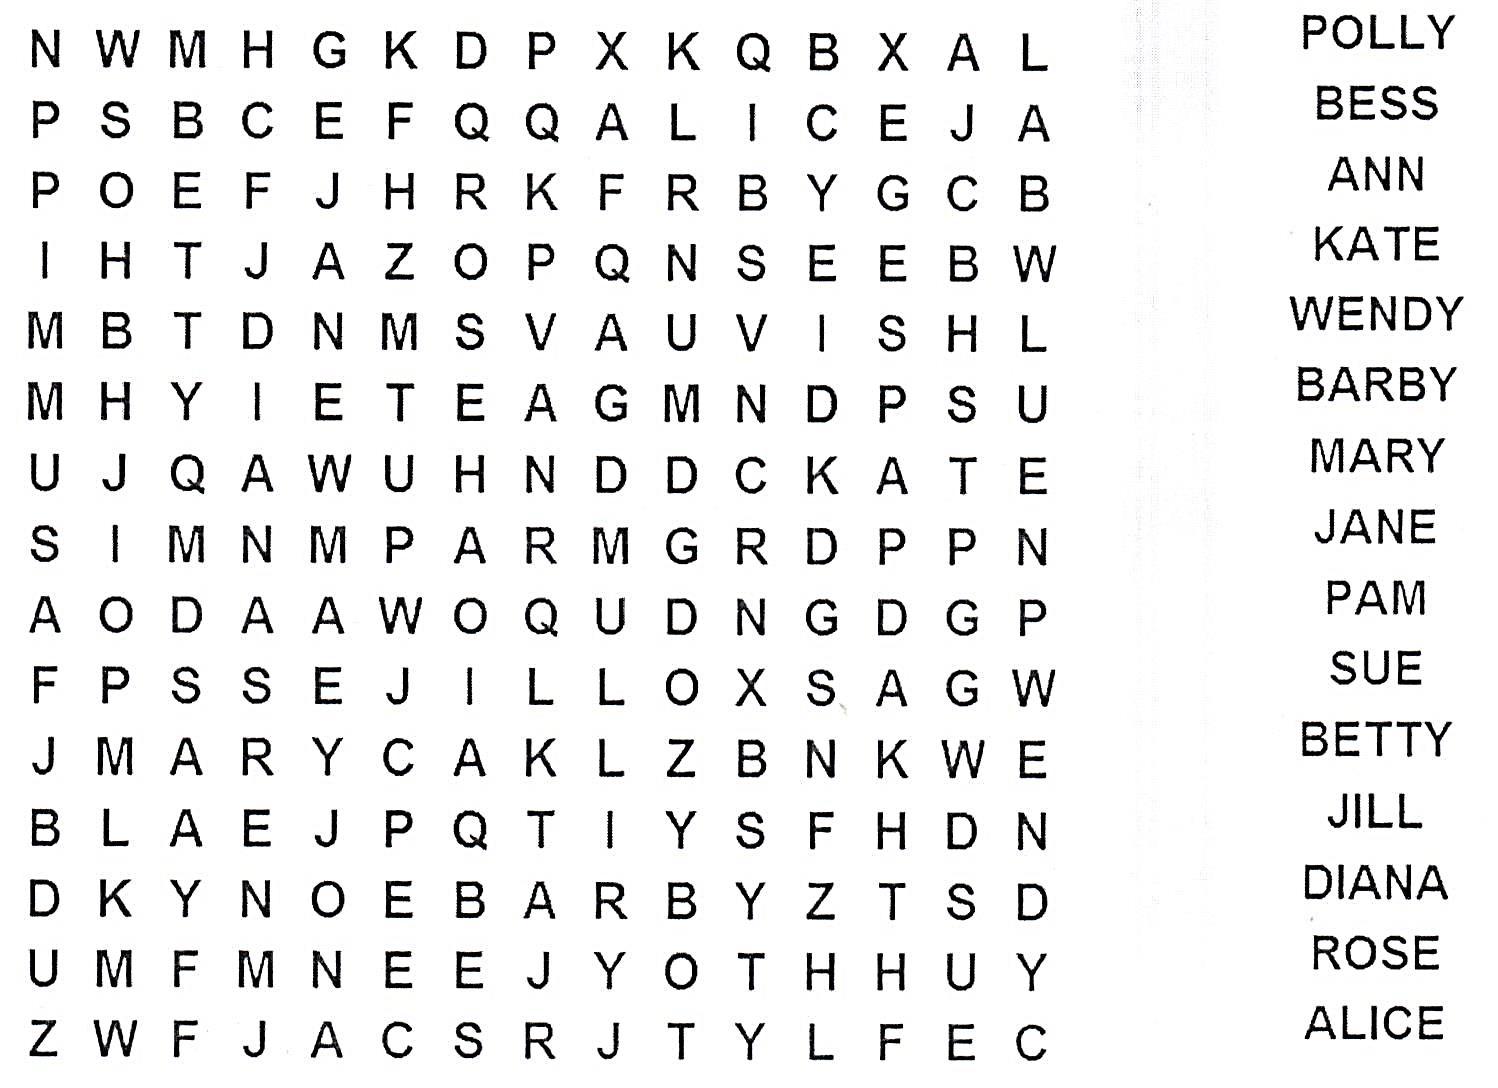 N W M H G K D P X K Q B X A L
P S B C E F Q Q A L I C E J A
P O E F J H R K F R B Y G C B
I H T J A Z O P Q N S E E B W
M B T D N M S V A U V I S H L
M H Y I E T E A G M N D P S U
U J Q A W U H N D D C K A T E
S I M N M P A R M G R D P P N
A O D A A W O Q U D N G D G P
F P S S E J I L L O X S A G W
J M A R Y C A K L Z B N K W E
B L A E J P Q T I Y S F H D N
D K Y N O E B A R B Y Z T S D
U M F M N E E J Y O T H H U Y
Z W F J A C S R J T Y L F E C
POLLY
BESS
ANN
KATE
WENDY
BARBY
MARY
JANE
PAM
SUE
BETTY
JILL
DIANA
ROSE
ALICE